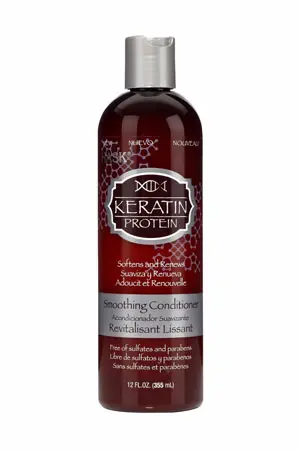 NUEVO NOUVEAU
HASK
KERATIN
PROTEIN
Softens and Renews
Suaviza y Renueva
Adoucit et Renouvelle
Smoothing Conditioner
Acondicionador Suavizante
Revitalisant Lissant
Free of sulfates and parabens
Libre de sulfatos y parabenos
Sans sulfates et parabènes
12 FL.OZ. (355 mL)